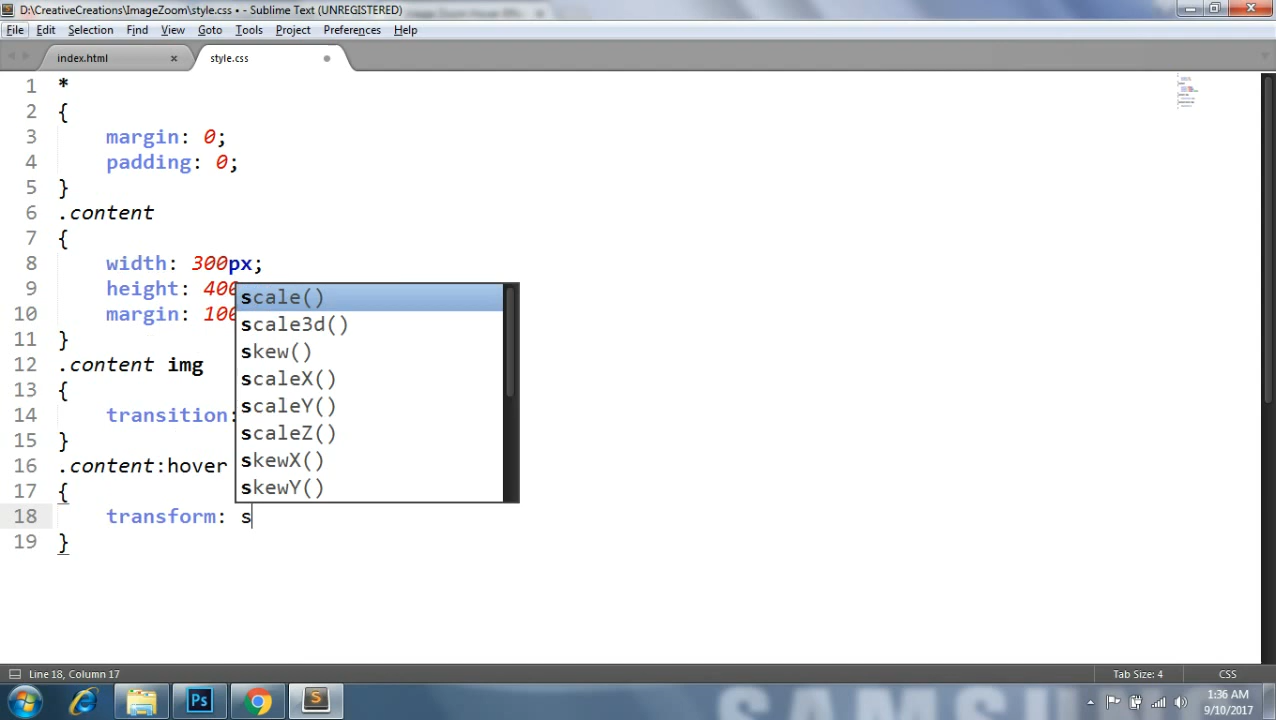 D:\CreativeCreations\ImageZoom\style.css • - Sublime Text (UNREGISTERED)
File Edit Selection Find View Goto Tools Project Preferences Help
index.html × style.css
1 *
2 {
3 margin: 0;
4 padding: 0;
5 }
6 .content
7 {
8 width: 300px;
9 height: 400
10 margin: 100
11 }
12 .content img
13 {
14 transition:
15 }
16 .content:hover
17 {
18 transform: s
19 }
scale()
scale3d()
skew()
scaleX()
scaleY()
scaleZ()
skewX()
skewY()
Line 18, Column 17 Tab Size: 4 CSS
Ps S
1:36 AM
9/10/2017